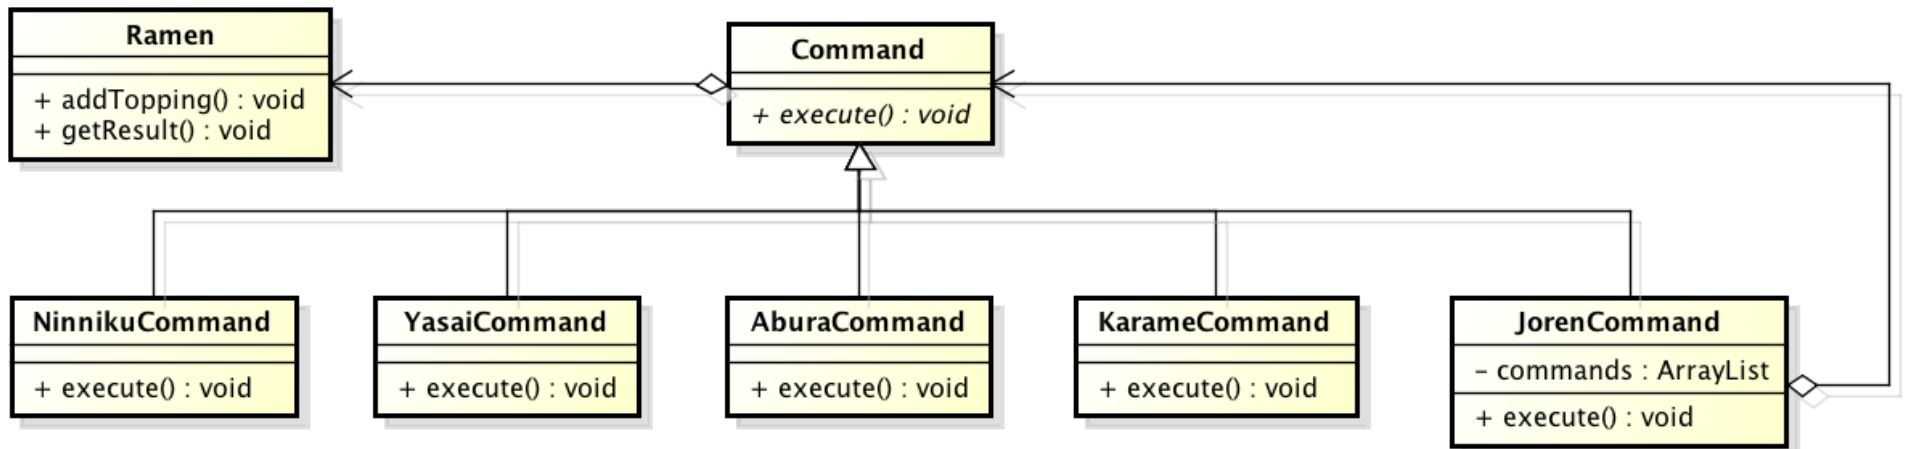 Ramen
+ addTopping() : void
+ getResult() : void
Command
+ execute() : void
NinnikuCommand
+ execute() : void
YasaiCommand
+ execute() : void
AburaCommand
+ execute() : void
KarameCommand
+ execute() : void
JorenCommand
- commands : ArrayList
+ execute() : void